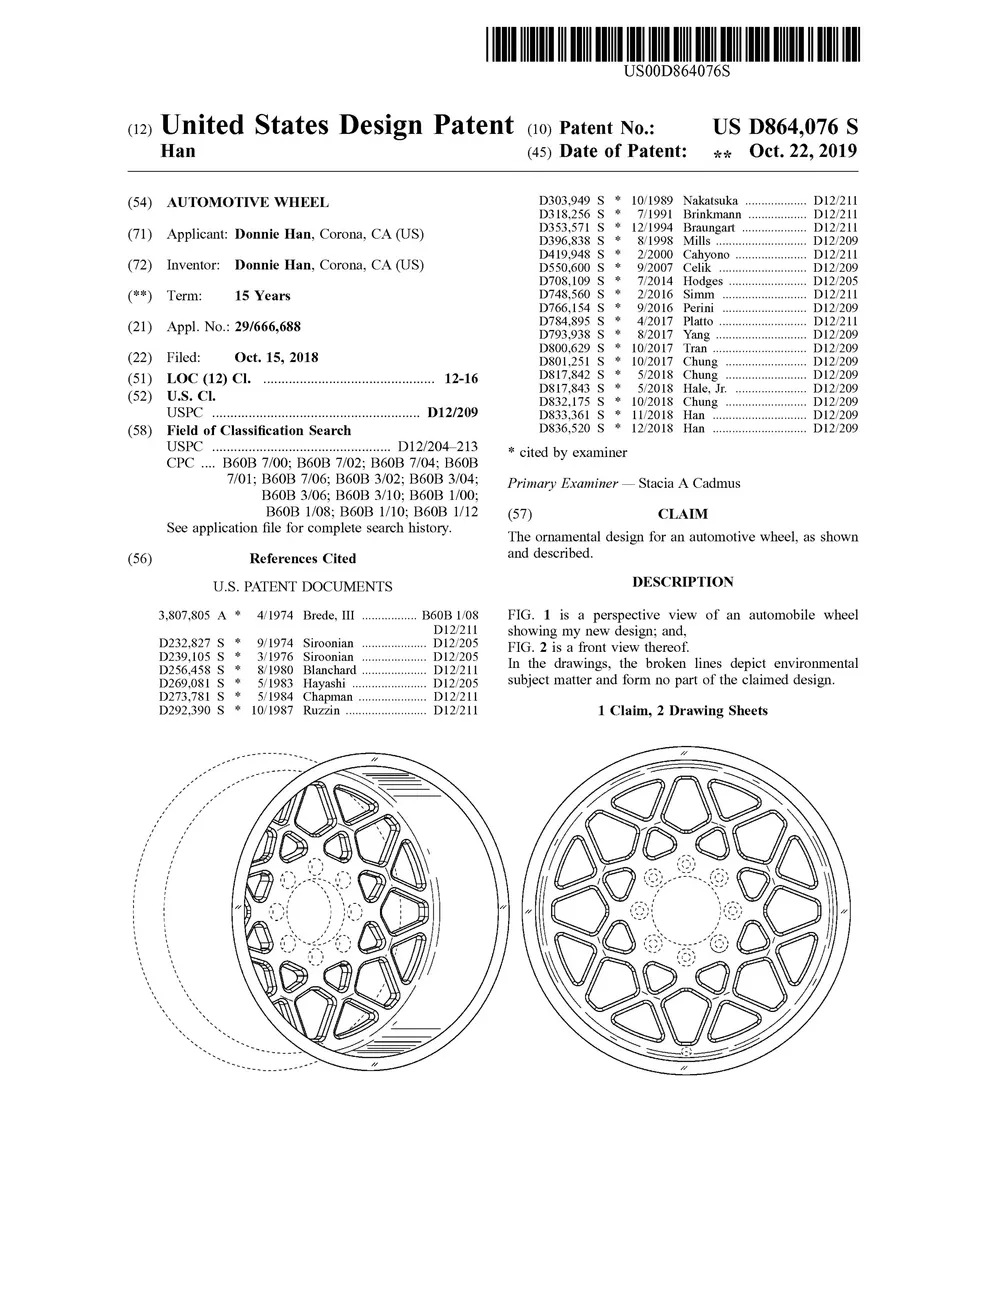 US00D864076S
(12) United States Design Patent
Han
(10) Patent No.: US D864,076 S
(45) Date of Patent: ** Oct. 22, 2019
(54) AUTOMOTIVE WHEEL
(71) Applicant: Donnie Han, Corona, CA (US)
(72) Inventor: Donnie Han, Corona, CA (US)
(**) Term: 15 Years
(21) Appl. No.: 29/666,688
(22) Filed: Oct. 15, 2018
(51) LOC (12) Cl. .............................................. 12-16
(52) U.S. Cl.
USPC ........................................................ D12/209
(58) Field of Classification Search
USPC ................................................ D12/204–213
CPC .... B60B 7/00; B60B 7/02; B60B 7/04; B60B
7/01; B60B 7/06; B60B 3/02; B60B 3/04;
B60B 3/06; B60B 3/10; B60B 1/00;
B60B 1/08; B60B 1/10; B60B 1/12
See application file for complete search history.
(56) References Cited
U.S. PATENT DOCUMENTS
3,807,805 A * 4/1974 Brede, III ................. B60B 1/08
D12/211
D232,827 S * 9/1974 Siroonian .................... D12/205
D239,105 S * 3/1976 Siroonian .................... D12/205
D256,458 S * 8/1980 Blanchard .................... D12/211
D269,081 S * 5/1983 Hayashi ....................... D12/205
D273,781 S * 5/1984 Chapman ..................... D12/211
D292,390 S * 10/1987 Ruzzin ......................... D12/211
D303,949 S * 10/1989 Nakatsuka ................... D12/211
D318,256 S * 7/1991 Brinkmann .................. D12/211
D353,571 S * 12/1994 Braungart .................... D12/211
D396,838 S * 8/1998 Mills ............................ D12/209
D419,948 S * 2/2000 Cahyono ...................... D12/211
D550,600 S * 9/2007 Celik ........................... D12/209
D708,109 S * 7/2014 Hodges ........................ D12/205
D748,560 S * 2/2016 Simm .......................... D12/211
D766,154 S * 9/2016 Perini .......................... D12/209
D784,895 S * 4/2017 Platto ........................... D12/211
D793,938 S * 8/2017 Yang ............................ D12/209
D800,629 S * 10/2017 Tran ............................. D12/209
D801,251 S * 10/2017 Chung ......................... D12/209
D817,842 S * 5/2018 Chung ......................... D12/209
D817,843 S * 5/2018 Hale, Jr. ...................... D12/209
D832,175 S * 10/2018 Chung ......................... D12/209
D833,361 S * 11/2018 Han ............................. D12/209
D836,520 S * 12/2018 Han ............................. D12/209
* cited by examiner
Primary Examiner — Stacia A Cadmus
(57) CLAIM
The ornamental design for an automotive wheel, as shown
and described.
DESCRIPTION
FIG. 1 is a perspective view of an automobile wheel
showing my new design; and,
FIG. 2 is a front view thereof.
In the drawings, the broken lines depict environmental
subject matter and form no part of the claimed design.
1 Claim, 2 Drawing Sheets